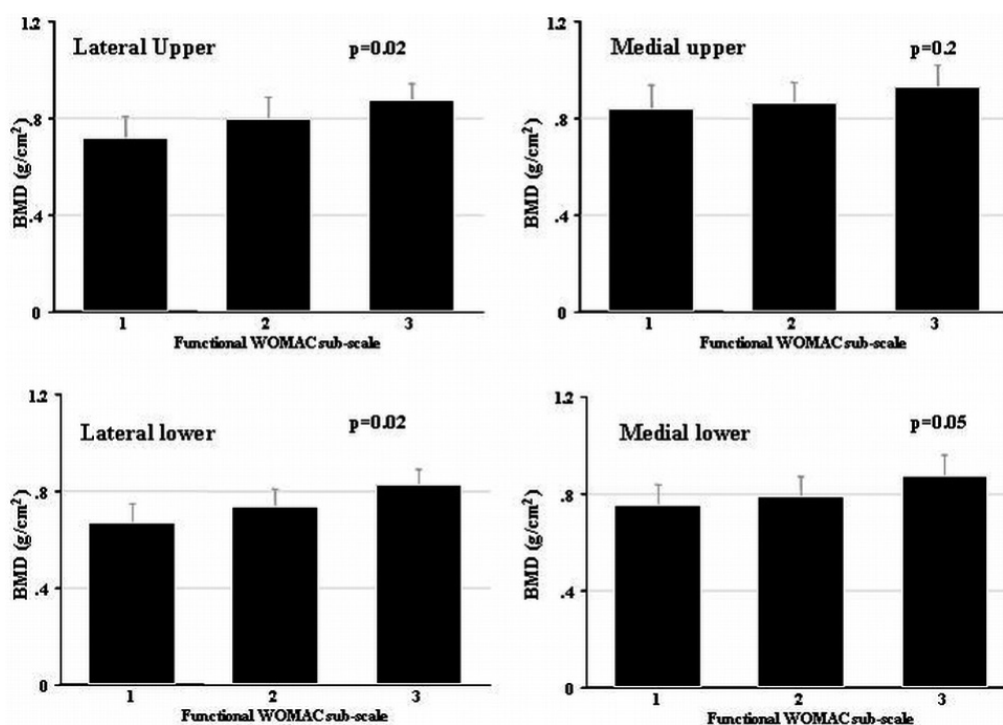 1.2
Lateral Upper
p=0.02
.8
BMD (g/cm²)
.4
0
1 2 3
Functional WOMAC sub-scale
1.2
Medial upper
p=0.2
.8
BMD (g/cm²)
.4
0
1 2 3
Functional WOMAC sub-scale
1.2
Lateral lower
p=0.02
.8
BMD (g/cm²)
.4
0
1 2 3
Functional WOMAC sub-scale
1.2
Medial lower
p=0.05
.8
BMD (g/cm²)
.4
0
1 2 3
Functional WOMAC sub-scale